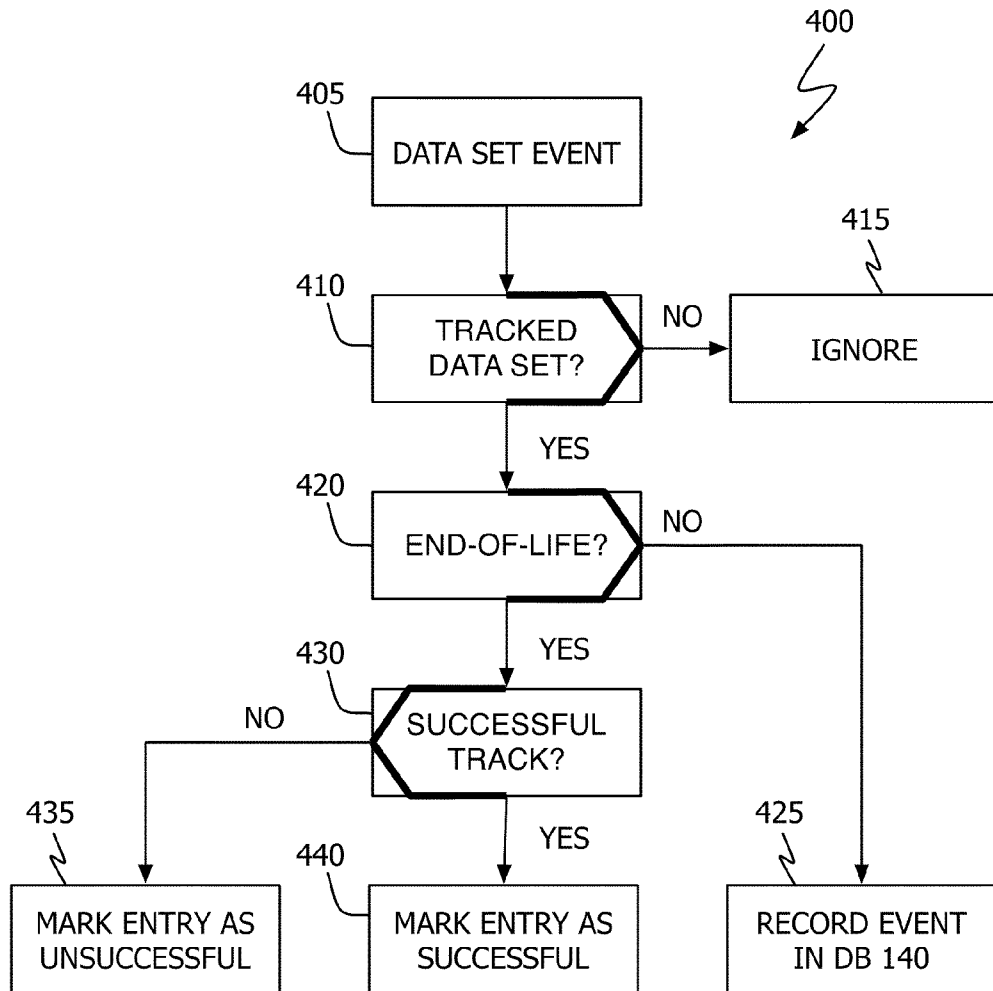 400
405
DATA SET EVENT
415
410
TRACKED
DATA SET?
NO
IGNORE
YES
420
END-OF-LIFE?
NO
YES
430
SUCCESSFUL
TRACK?
NO
YES
435
MARK ENTRY AS
UNSUCCESSFUL
440
MARK ENTRY AS
SUCCESSFUL
425
RECORD EVENT
IN DB 140